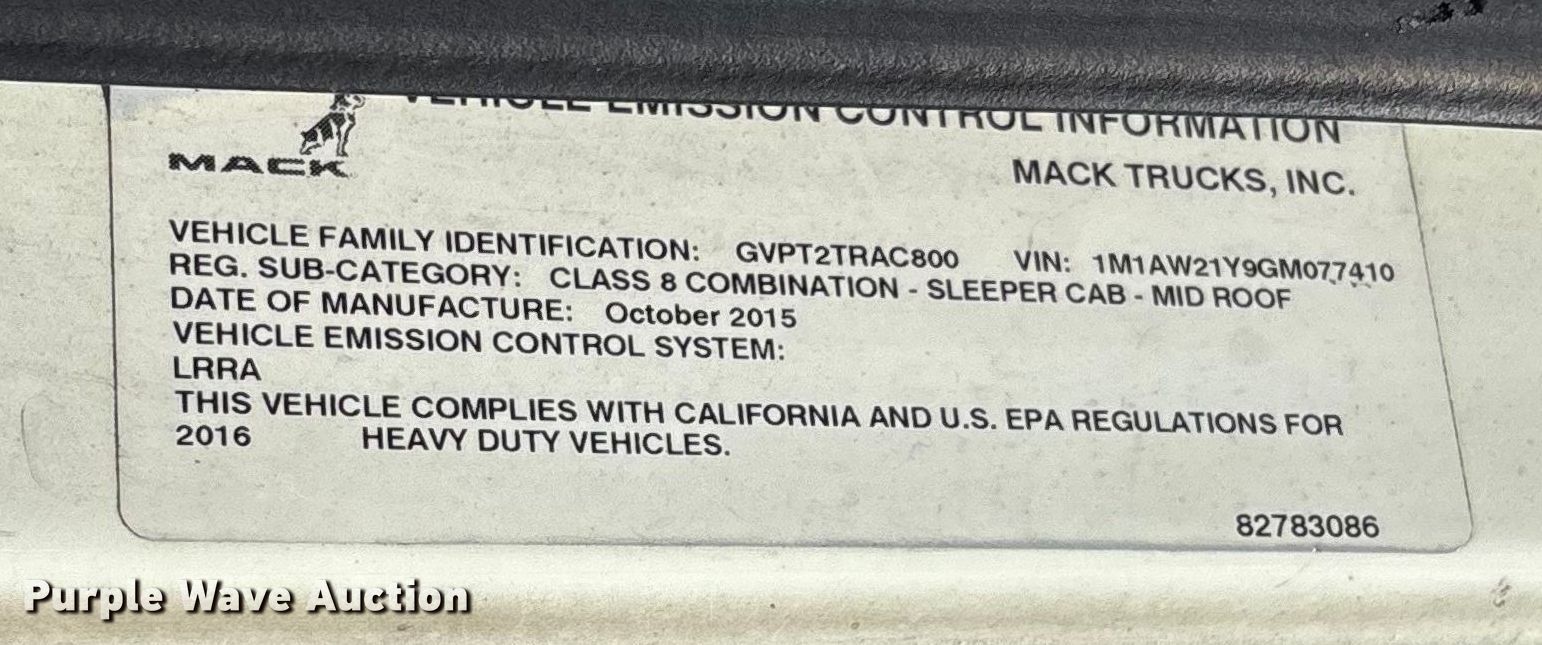 VEHICLE EMISSION CONTROL INFORMATION
MACK
MACK TRUCKS, INC.
VEHICLE FAMILY IDENTIFICATION: GVPT2TRAC800 VIN: 1M1AW21Y9GM077410
REG. SUB-CATEGORY: CLASS 8 COMBINATION - SLEEPER CAB - MID ROOF
DATE OF MANUFACTURE: October 2015
VEHICLE EMISSION CONTROL SYSTEM:
LRRA
THIS VEHICLE COMPLIES WITH CALIFORNIA AND U.S. EPA REGULATIONS FOR
2016 HEAVY DUTY VEHICLES.
82783086
Purple Wave Auction